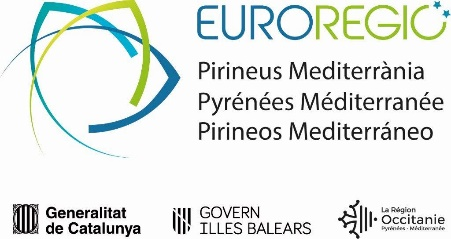 EUROREGIO
Pirineus Mediterrània
Pyrénées Méditerranée
Pirineos Mediterráneo
Generalitat
de Catalunya
GOVERN
ILLES BALEARS
La Région
Occitanie
Pyrénées - Méditerranée